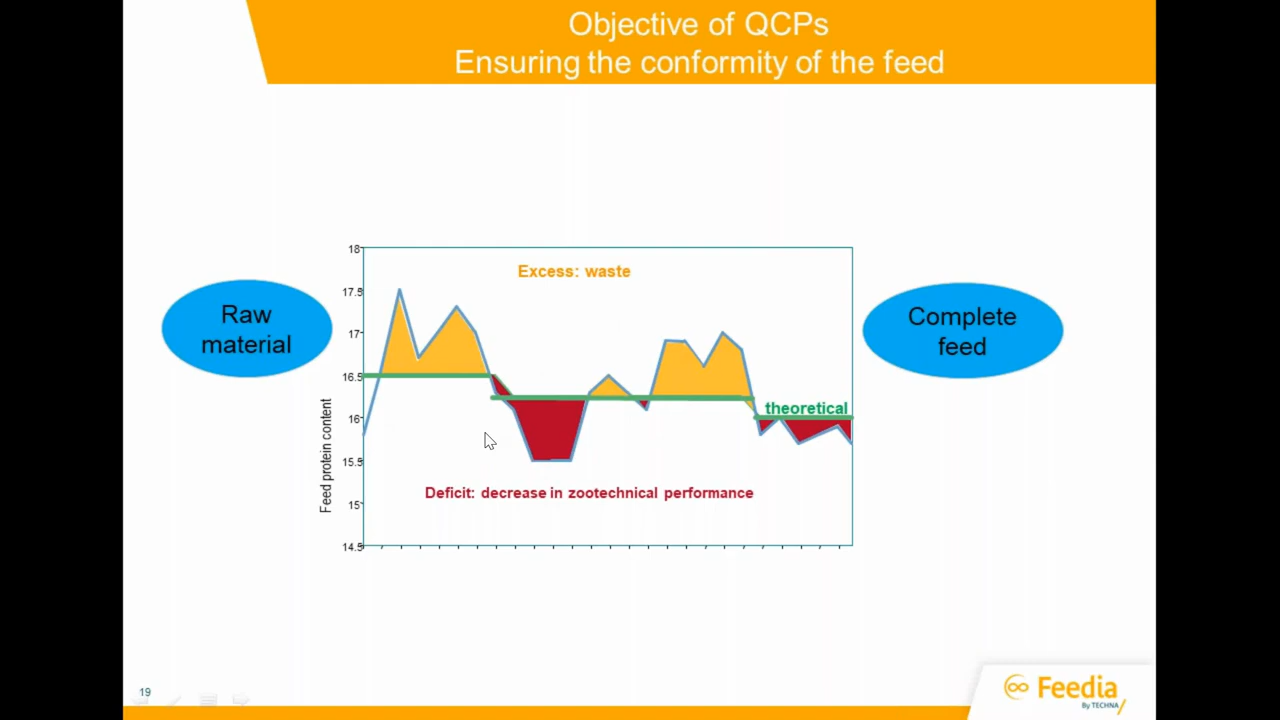 Objective of QCPs
Ensuring the conformity of the feed
Raw
material
Feed protein content
18
17.5
17
16.5
16
15.5
15
14.5
Excess: waste
theoretical
Deficit: decrease in zootechnical performance
Complete
feed
19
Feedia
By TECHNA